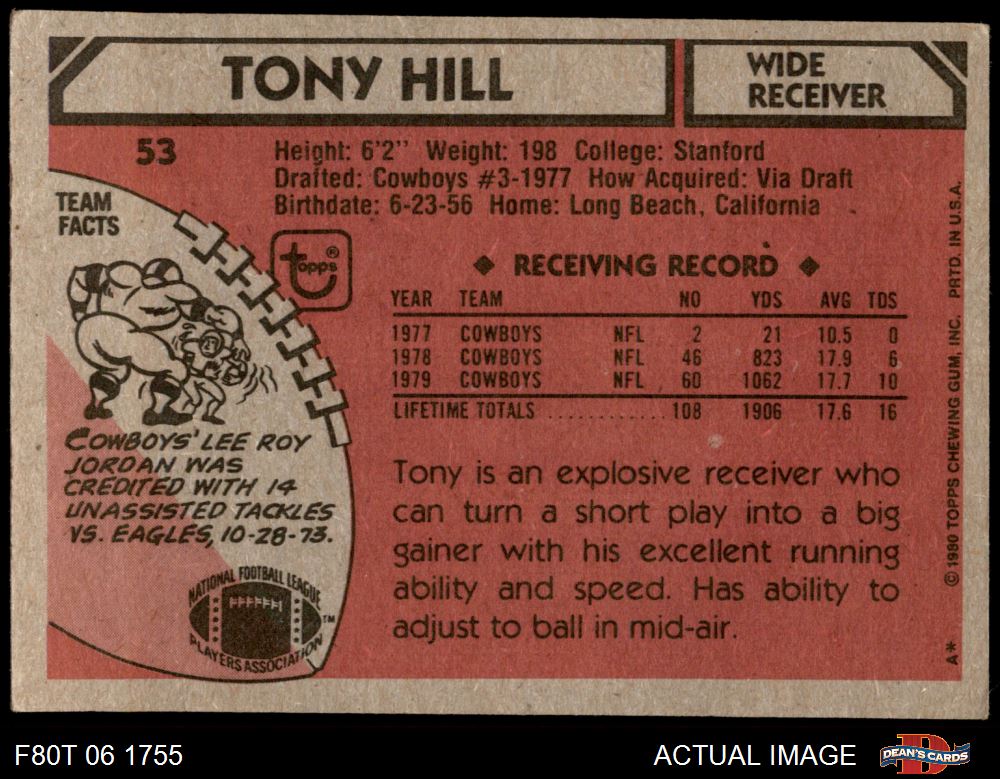 TONY HILL
WIDE
RECEIVER
53
Height: 6'2" Weight: 198 College: Stanford
Drafted: Cowboys #3-1977 How Acquired: Via Draft
Birthdate: 6-23-56 Home: Long Beach, California
TEAM
FACTS
topps®
◆ RECEIVING RECORD ◆
YEAR TEAM NO YDS AVG TDS
1977 COWBOYS NFL 2 21 10.5 0
1978 COWBOYS NFL 46 823 17.9 6
1979 COWBOYS NFL 60 1062 17.7 10
LIFETIME TOTALS ............ 108 1906 17.6 16
COWBOYS' LEE ROY
JORDAN WAS
CREDITED WITH 14
UNASSISTED TACKLES
VS. EAGLES, 10-28-73.
Tony is an explosive receiver who
can turn a short play into a big
gainer with his excellent running
ability and speed. Has ability to
adjust to ball in mid-air.
NATIONAL FOOTBALL LEAGUE
PLAYERS ASSOCIATION
TM
A* © 1980 TOPPS CHEWING GUM, INC. PRTD. IN U.S.A.
F80T 06 1755
ACTUAL IMAGE
D
DEAN'S CARDS